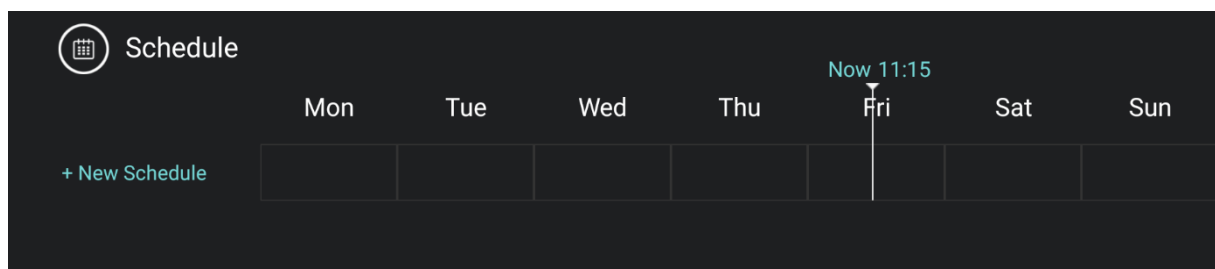 Schedule
Now 11:15
Mon Tue Wed Thu Fri Sat Sun
+ New Schedule